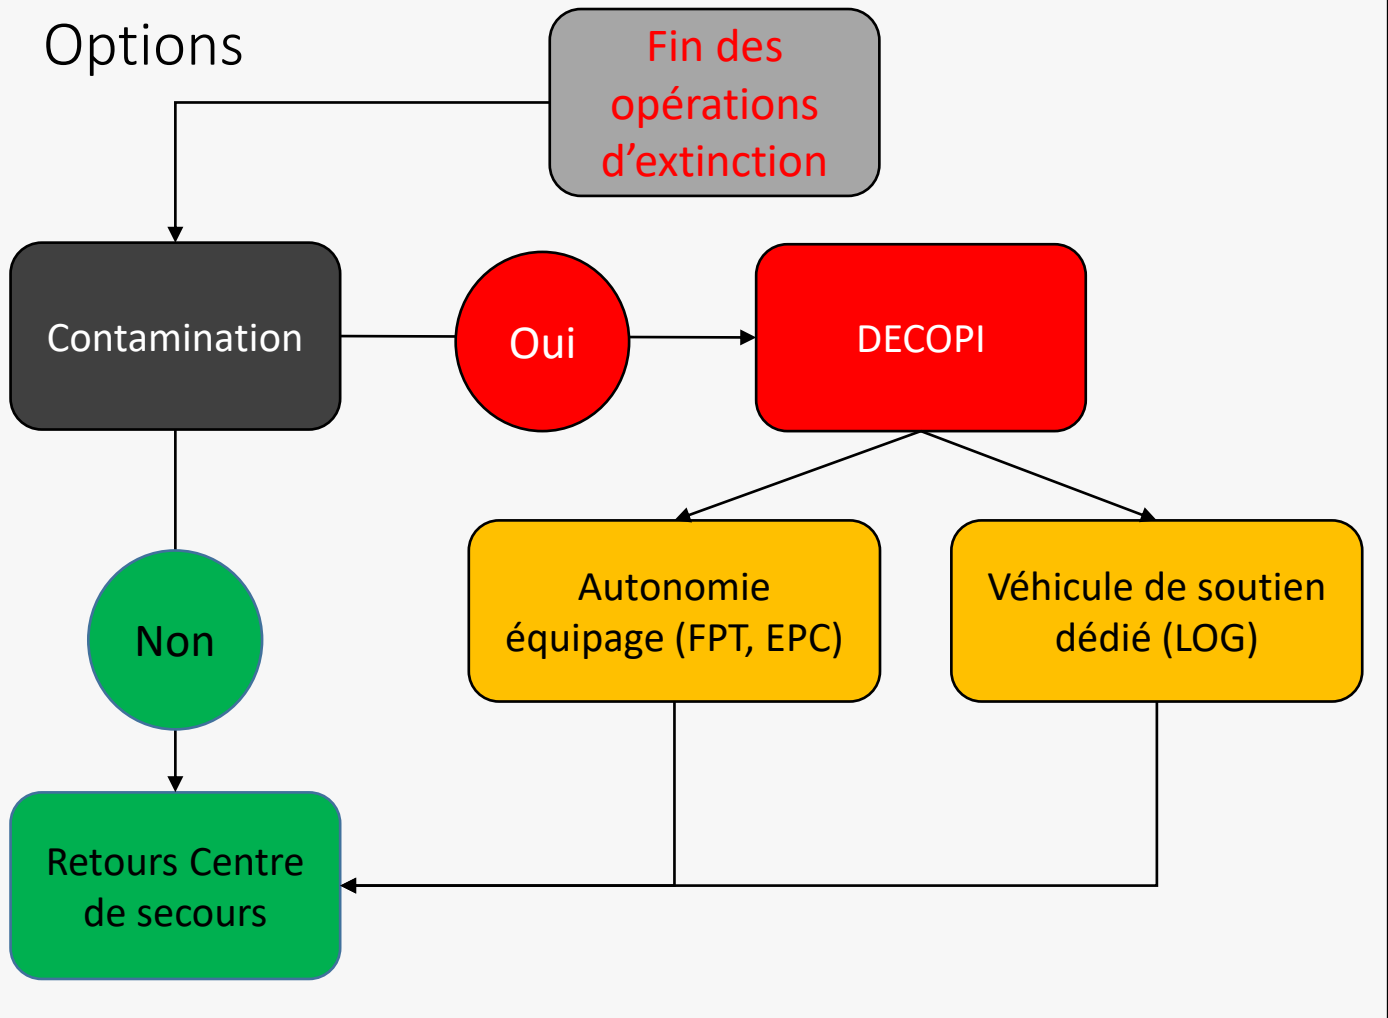 Options
Fin des
opérations
d’extinction
Contamination
Oui
DECOPI
Autonomie
équipage (FPT, EPC)
Véhicule de soutien
dédié (LOG)
Non
Retours Centre
de secours